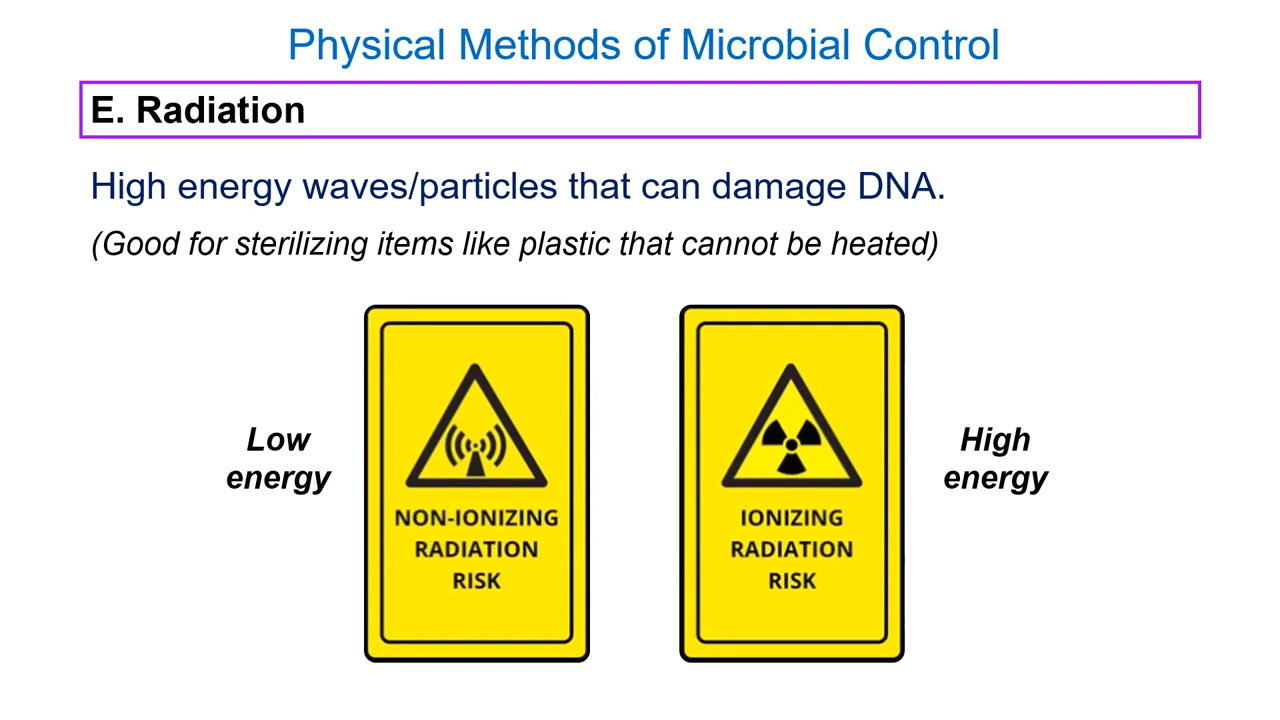 Physical Methods of Microbial Control
E. Radiation
High energy waves/particles that can damage DNA.
(Good for sterilizing items like plastic that cannot be heated)
Low
energy
NON-IONIZING
RADIATION
RISK
IONIZING
RADIATION
RISK
High
energy